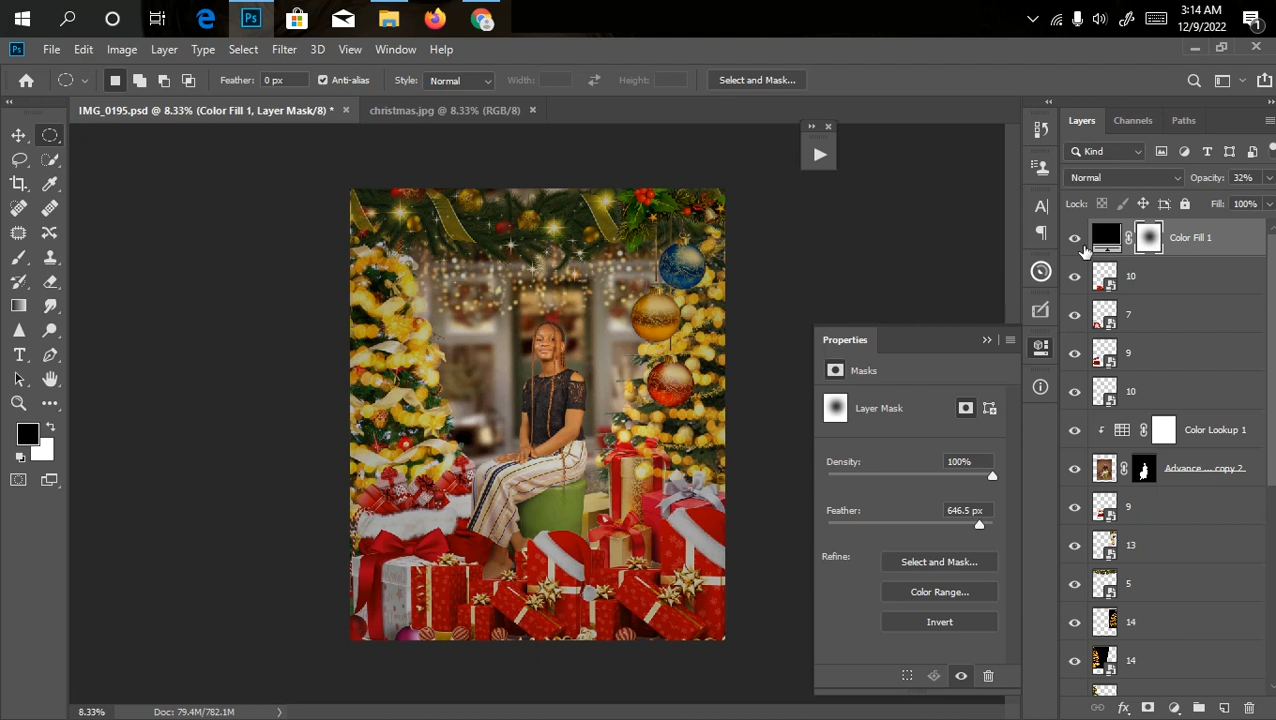 3:14 AM
12/9/2022
1
Ps
File Edit Image Layer Type Select Filter 3D View Window Help
Feather: 0 px Anti-alias Style: Normal Width: Height: Select and Mask...
IMG_0195.psd @ 8.33% (Color Fill 1, Layer Mask/8) * × christmas.jpg @ 8.33% (RGB/8) ×
Layers Channels Paths
Kind
Normal Opacity: 32%
Lock: Fill: 100%
Color Fill 1
10
7
9
10
Color Lookup 1
Advance ... copy 2
9
13
5
14
14
Properties
Masks
Layer Mask
Density: 100%
Feather: 646.5 px
Refine: Select and Mask...
Color Range...
Invert
8.33% Doc: 79.4M/782.1M